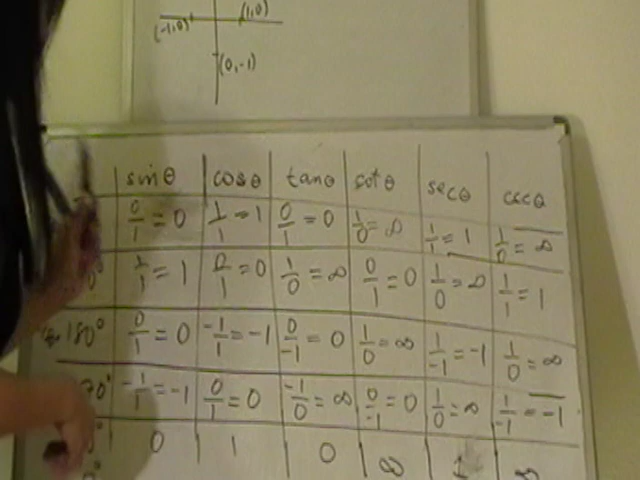 (-1,0) (1,0)
(0,-1)
sinθ cosθ tanθ cotθ secθ cscθ
0/1 = 0 1/1 = 1 0/1 = 0 1/0 = ∞ 1/1 = 1 1/0 = ∞
0° 1/1 = 1 0/1 = 0 1/0 = ∞ 0/1 = 0 1/0 = ∞ 1/1 = 1
180° 0/1 = 0 -1/1 = -1 0/-1 = 0 1/0 = ∞ 1/-1 = -1 1/0 = ∞
70° -1/1 = -1 0/1 = 0 -1/0 = ∞ 0/-1 = 0 1/0 = ∞ 1/-1 = -1
0° 0 1 0 ∞ 1 ∞